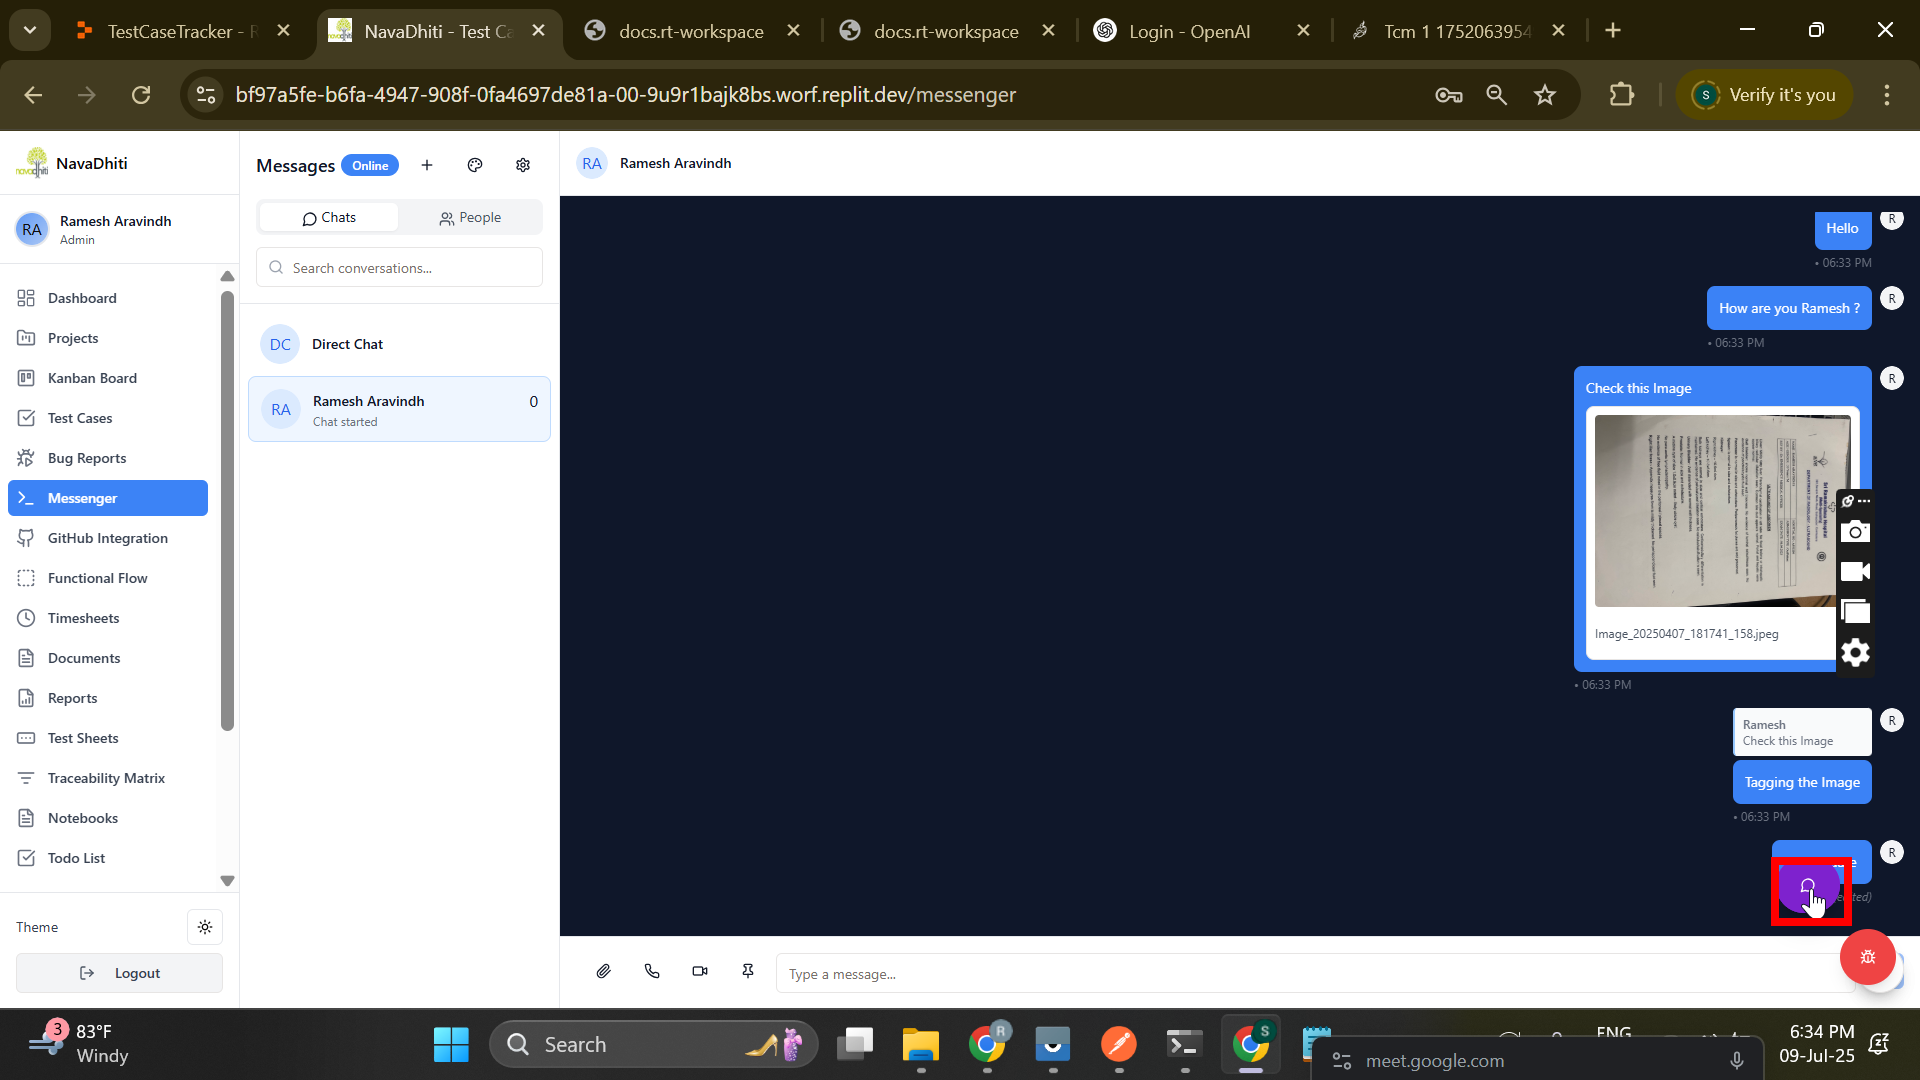 TestCaseTracker - R
NavaDhiti - Test Ca
docs.rt-workspace
docs.rt-workspace
Login - OpenAI
Tcm 1 1752063954
bf97a5fe-b6fa-4947-908f-0fa4697de81a-00-9u9r1bajk8bs.worf.replit.dev/messenger
S
Verify it's you
navadhiti
NavaDhiti
RA
Ramesh Aravindh
Admin
Dashboard
Projects
Kanban Board
Test Cases
Bug Reports
Messenger
GitHub Integration
Functional Flow
Timesheets
Documents
Reports
Test Sheets
Traceability Matrix
Notebooks
Todo List
Theme
Logout
Messages
Online
Chats
People
Search conversations...
DC
Direct Chat
RA
Ramesh Aravindh
0
Chat started
RA
Ramesh Aravindh
Hello
R
• 06:33 PM
How are you Ramesh ?
R
• 06:33 PM
Check this Image
R
Image_20250407_181741_158.jpeg
• 06:33 PM
Ramesh
Check this Image
R
Tagging the Image
• 06:33 PM
R
Type a message...
3
83°F
Windy
Search
R
S
ENG
meet.google.com
6:34 PM
09-Jul-25